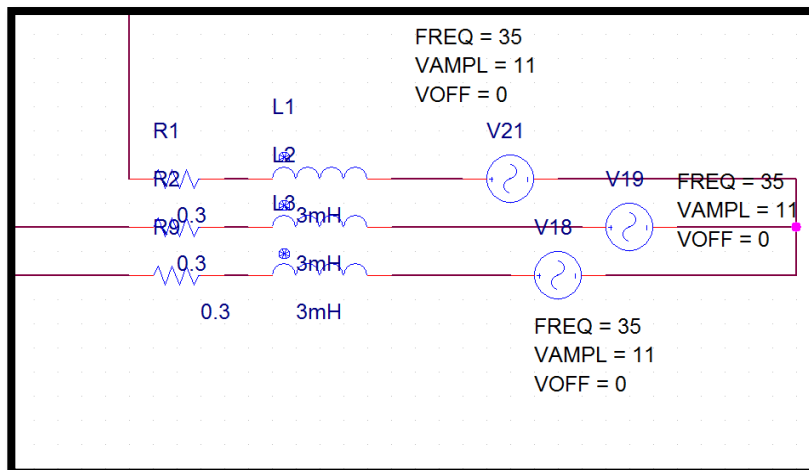 FREQ = 35
VAMPL = 11
VOFF = 0
L1
R1
V21
L2
R2
V19
FREQ = 35
VAMPL = 11
VOFF = 0
L3
0.3
3mH
R9
V18
0.3
3mH
0.3
3mH
FREQ = 35
VAMPL = 11
VOFF = 0